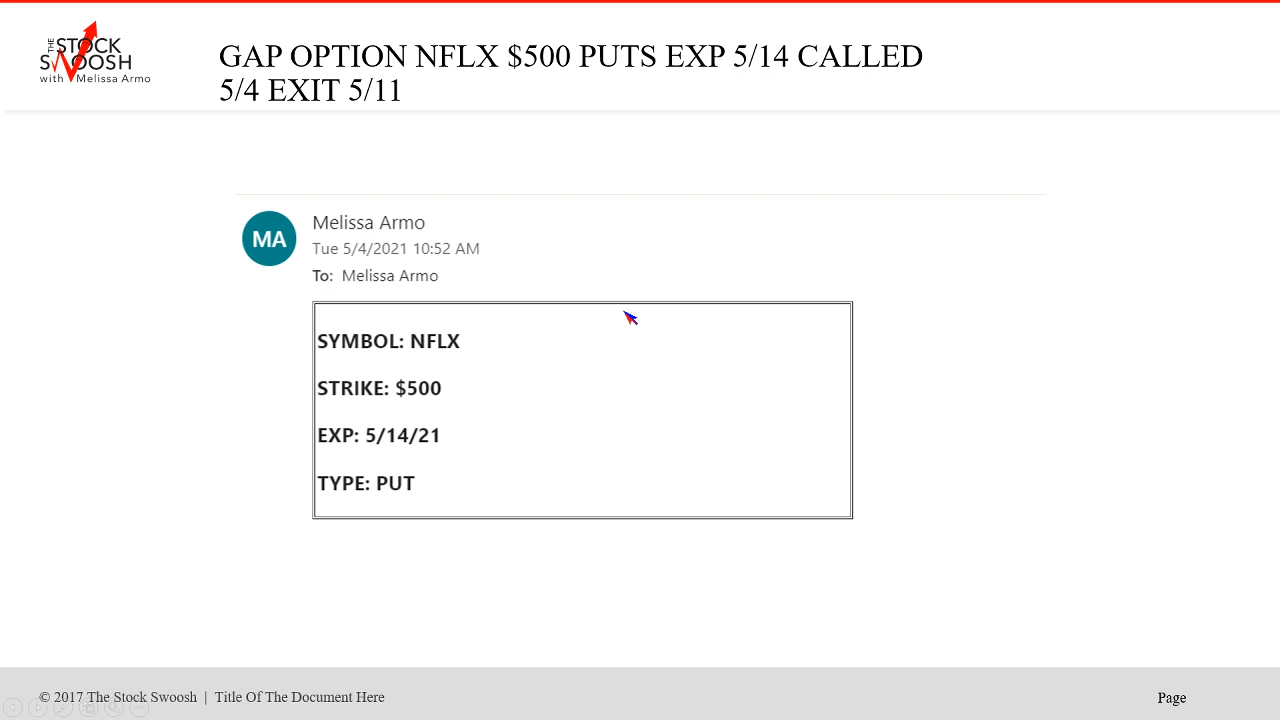 THE
STOCK
SWOOSH
with Melissa Armo
GAP OPTION NFLX $500 PUTS EXP 5/14 CALLED
5/4 EXIT 5/11
MA
Melissa Armo
Tue 5/4/2021 10:52 AM
To: Melissa Armo
SYMBOL: NFLX
STRIKE: $500
EXP: 5/14/21
TYPE: PUT
© 2017 The Stock Swoosh | Title Of The Document Here
Page